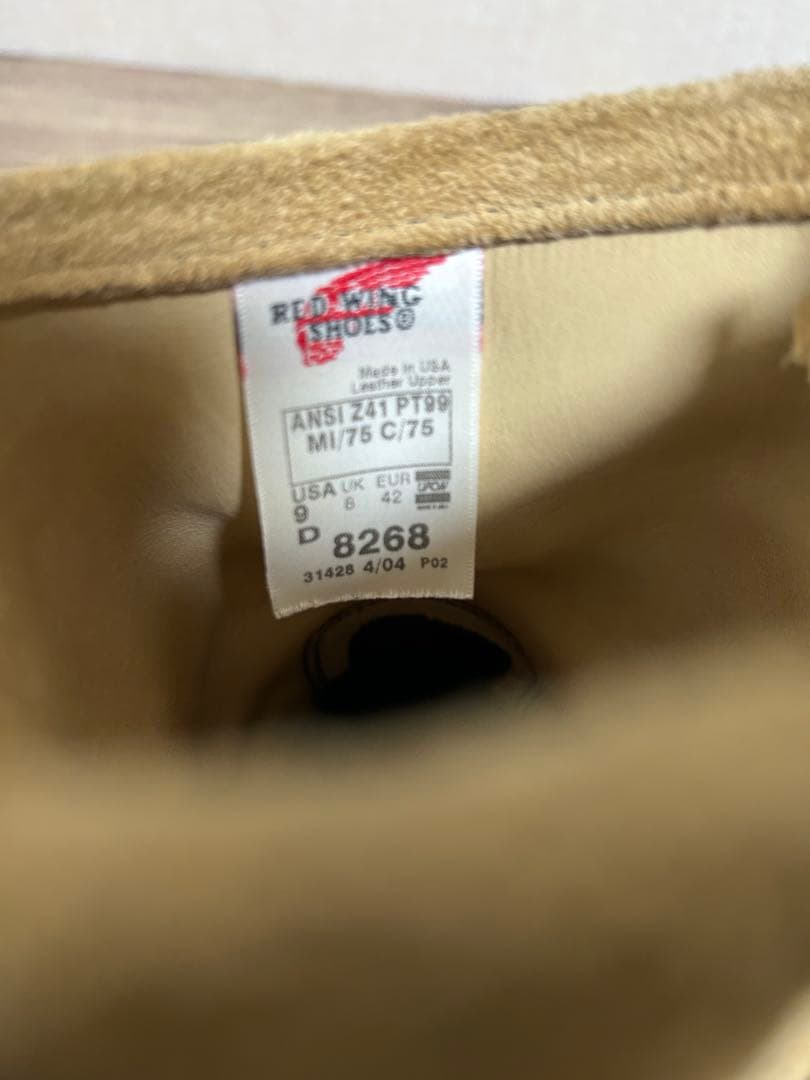 RED WING
SHOES®
Made in USA
Leather Upper
ANSI Z41 PT99
MI/75 C/75
USA UK EUR
9 8 42
D 8268
31428 4/04 P02